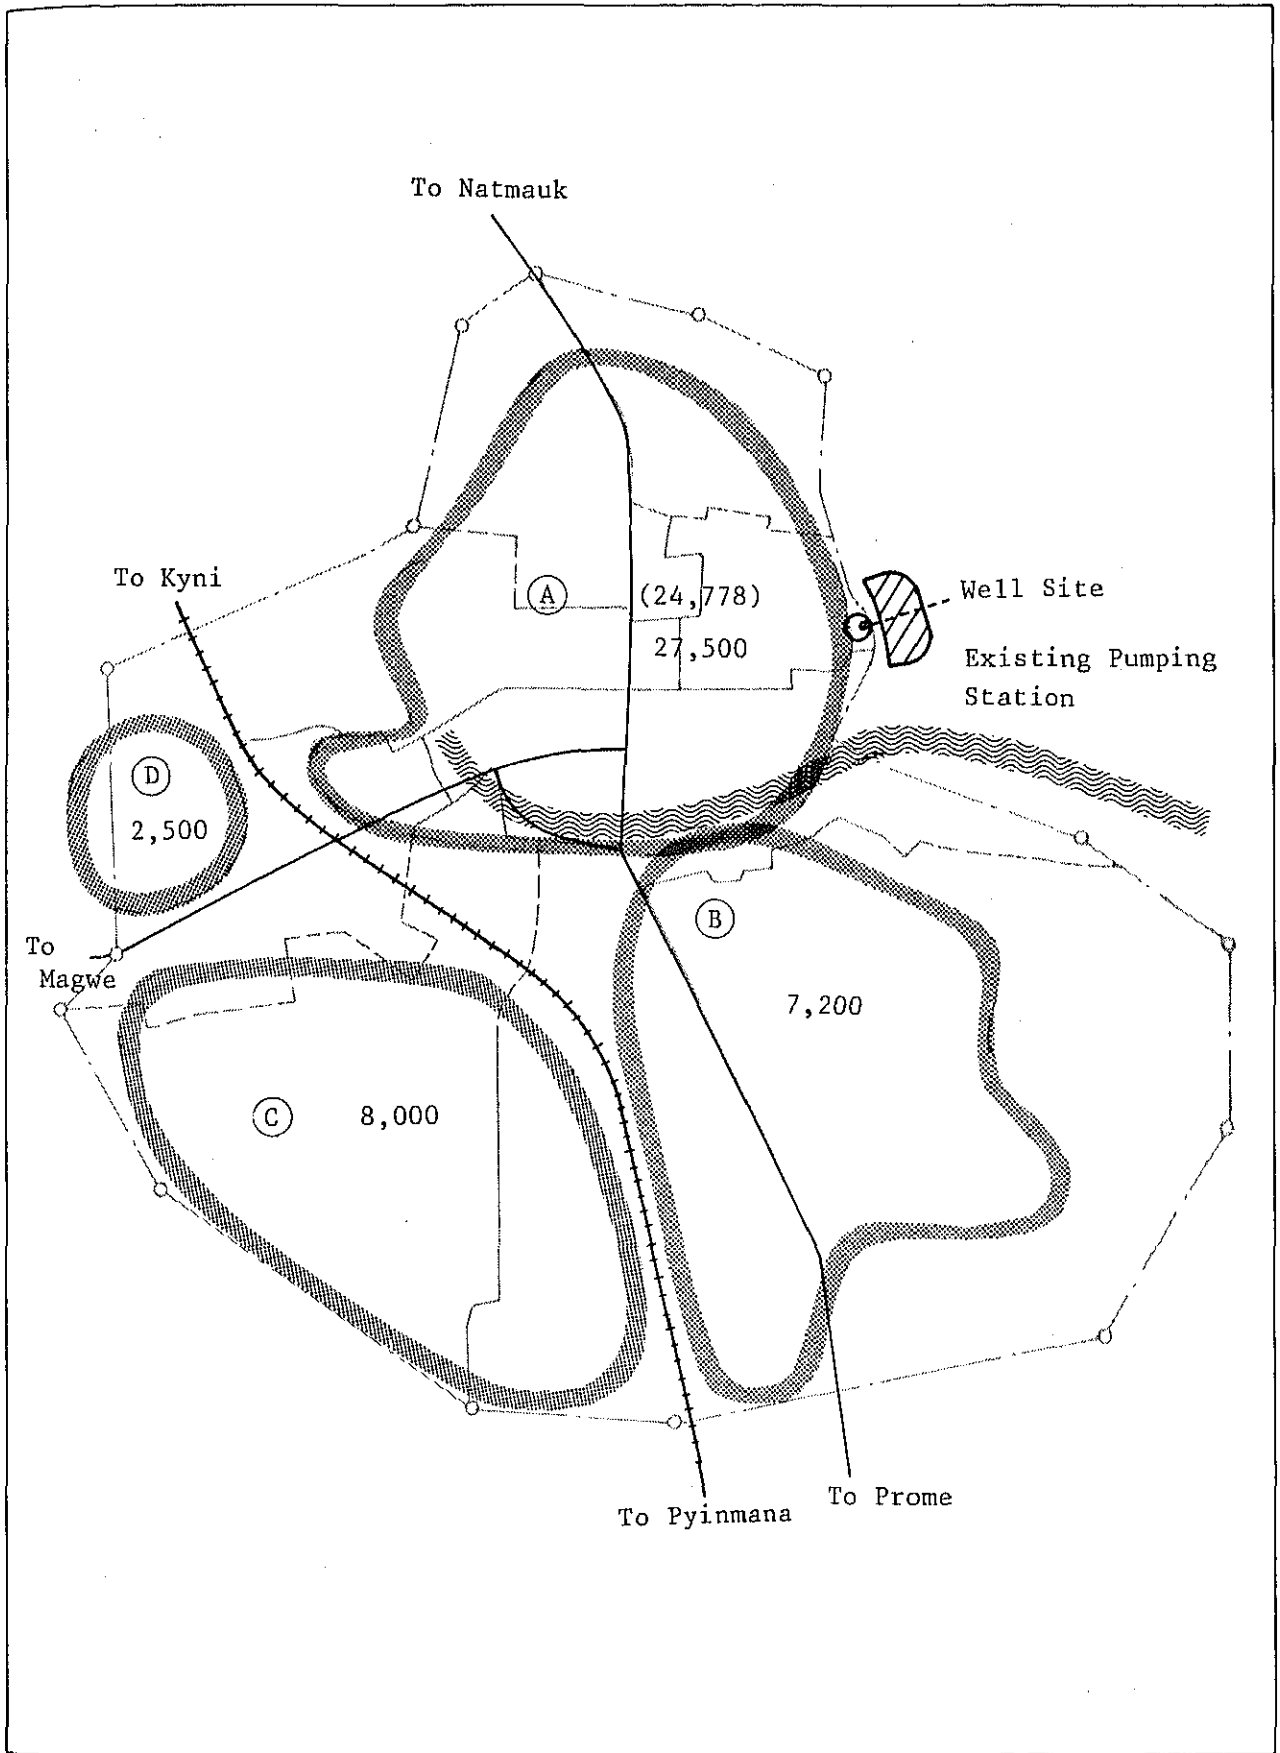 To Natmauk
To Kyni
A
(24,778)
27,500
Well Site
Existing Pumping
Station
D
2,500
B
To
Magwe
7,200
C
8,000
To Prome
To Pyinmana